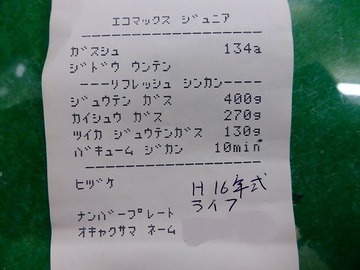 エコマックス ジュニア
ガスシュ 134a
ジドウ ウンテン
---リフレッシュ シンカン----
ジュウテン ガス 400g
カイシュウ ガス 270g
ツイカ ジュウテンガス 130g
バキューム ジカン 10min
------------------
ヒヅケ H16年式
ナンバープレート ライフ
オキャクサマ ネーム